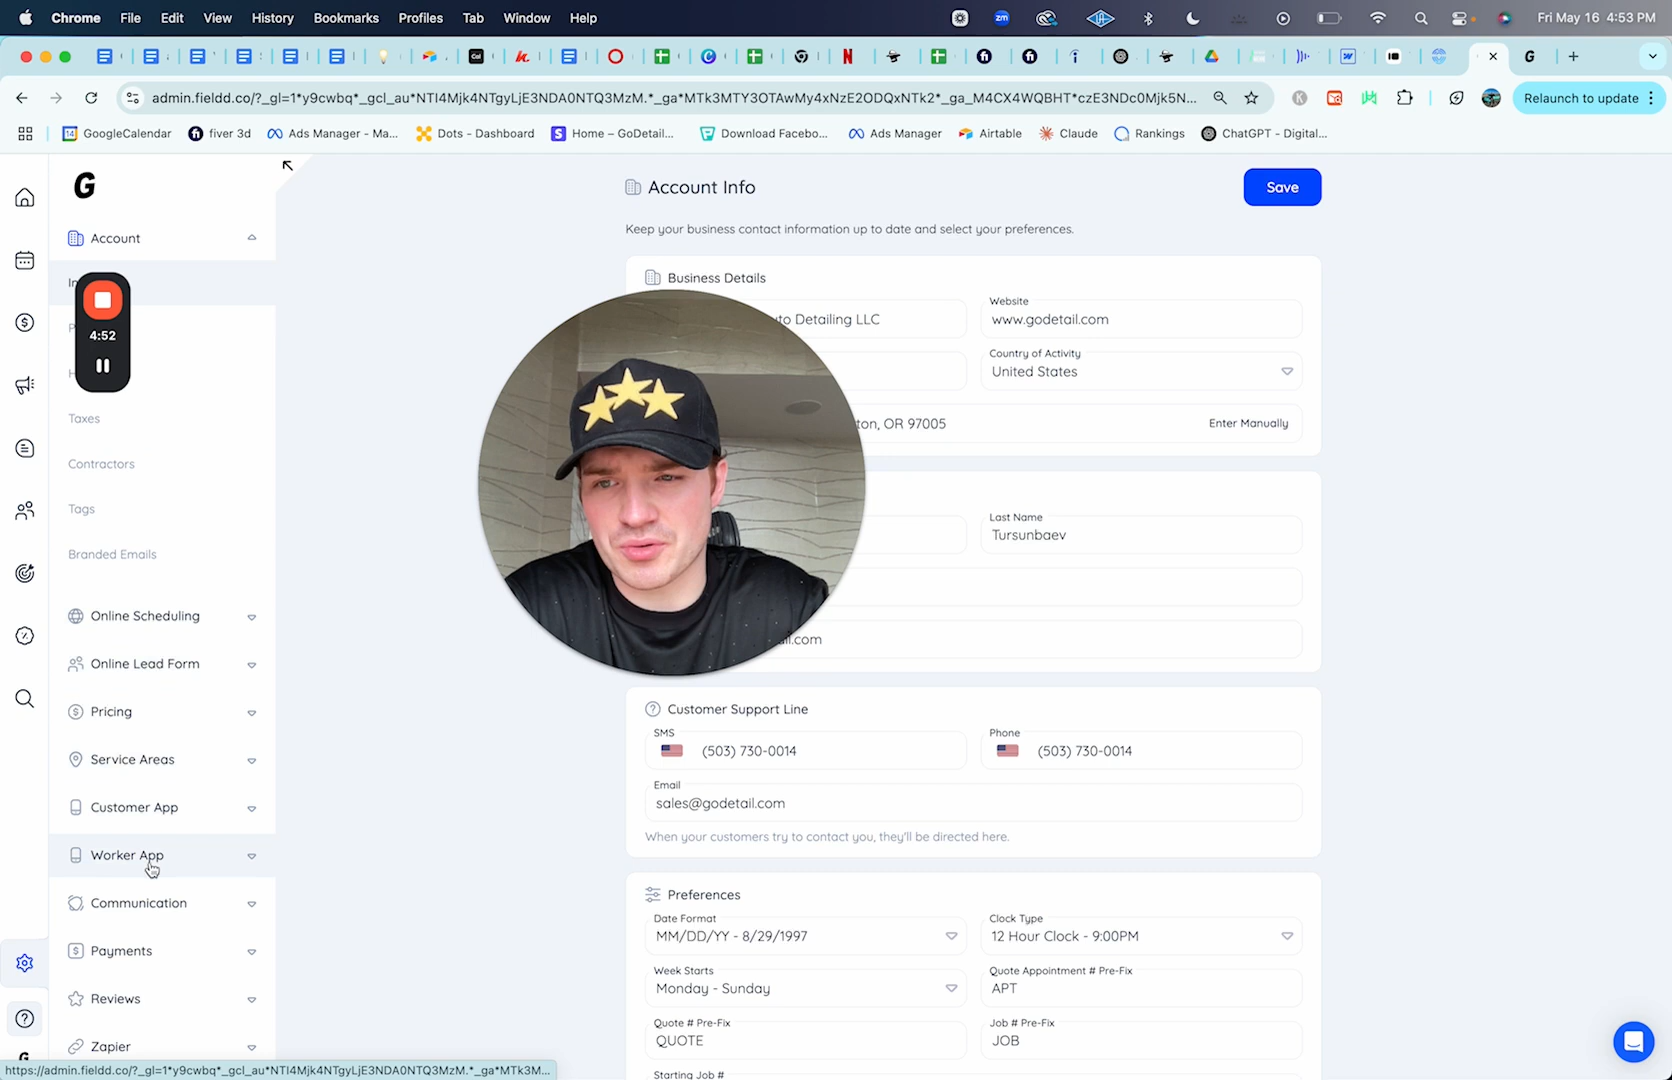 Chrome File Edit View History Bookmarks Profiles Tab Window Help
zm
Fri May 16 4:53 PM
admin.fieldd.co/?_gl=1*y9cwbq*_gcl_au*NTI4Mjk4NTgyLjE3NDA0NTQ3MzM.*_ga*MTk3MTY3OTAwMy4xNzE2ODQxNTk2*_ga_M4CX4WQBHT*czE3NDc0Mjk5N...
Relaunch to update
GoogleCalendar
fiver 3d
Ads Manager - Ma...
Dots - Dashboard
Home – GoDetail...
Download Facebo...
Ads Manager
Airtable
Claude
Rankings
ChatGPT - Digital...
G
Account
4:52
Taxes
Contractors
Tags
Branded Emails
Online Scheduling
Online Lead Form
Pricing
Service Areas
Customer App
Worker App
Communication
Payments
Reviews
Zapier
https://admin.fieldd.co/?_gl=1*y9cwbq*_gcl_au*NTI4Mjk4NTgyLjE3NDA0NTQ3MzM.*_ga*MTk3M...
Account Info
Save
Keep your business contact information up to date and select your preferences.
Business Details
to Detailing LLC
Website
www.godetail.com
Country of Activity
United States
ton, OR 97005
Enter Manually
Last Name
Tursunbaev
il.com
Customer Support Line
SMS
(503) 730-0014
Phone
(503) 730-0014
Email
sales@godetail.com
When your customers try to contact you, they'll be directed here.
Preferences
Date Format
MM/DD/YY - 8/29/1997
Clock Type
12 Hour Clock - 9:00PM
Week Starts
Monday - Sunday
Quote Appointment # Pre-Fix
APT
Quote # Pre-Fix
QUOTE
Job # Pre-Fix
JOB
Starting Job #